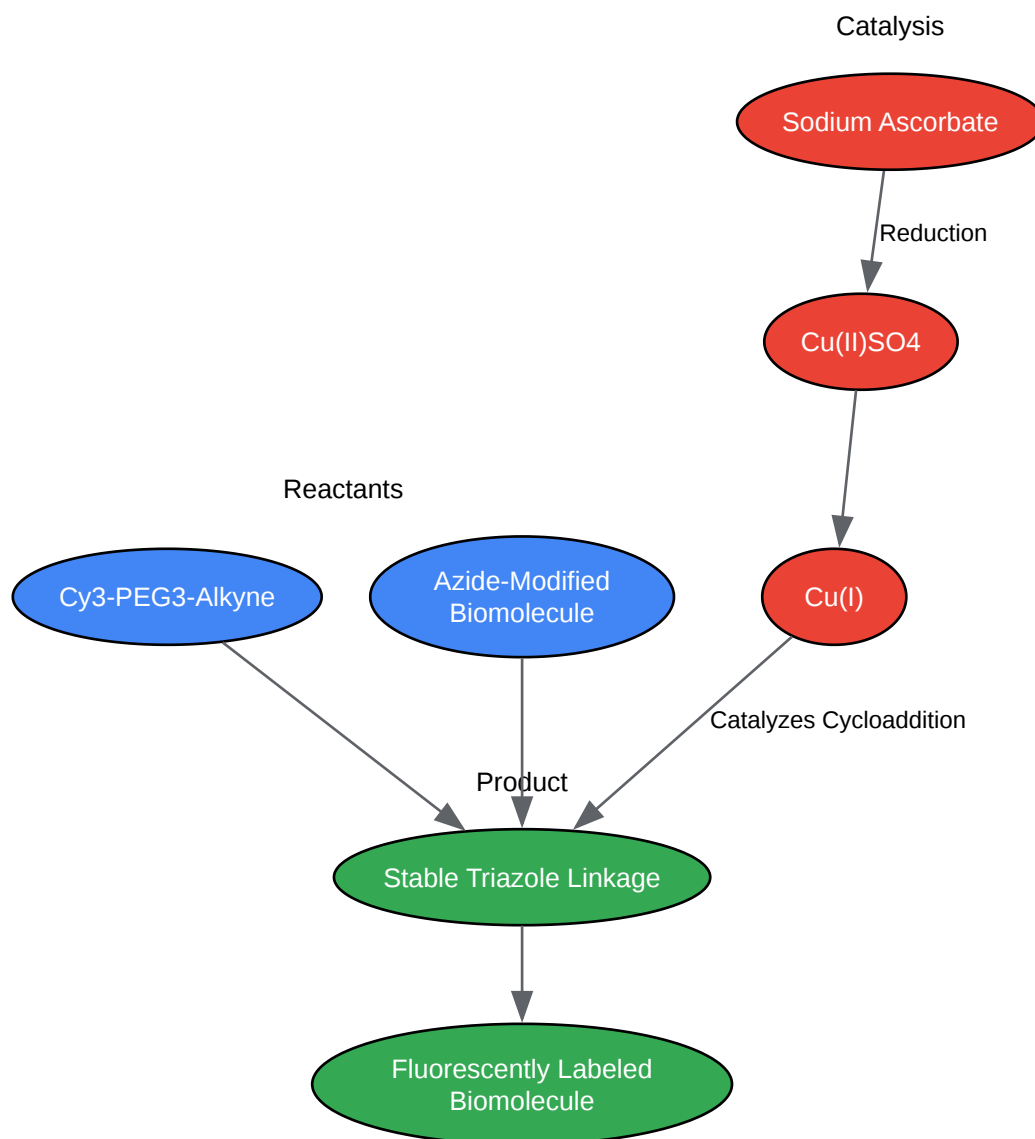 Catalysis
Sodium Ascorbate
Reduction
Cu(II)SO4
Reactants
Cy3-PEG3-Alkyne
Azide-Modified
Biomolecule
Cu(I)
Catalyzes Cycloaddition
Product
Stable Triazole Linkage
Fluorescently Labeled
Biomolecule